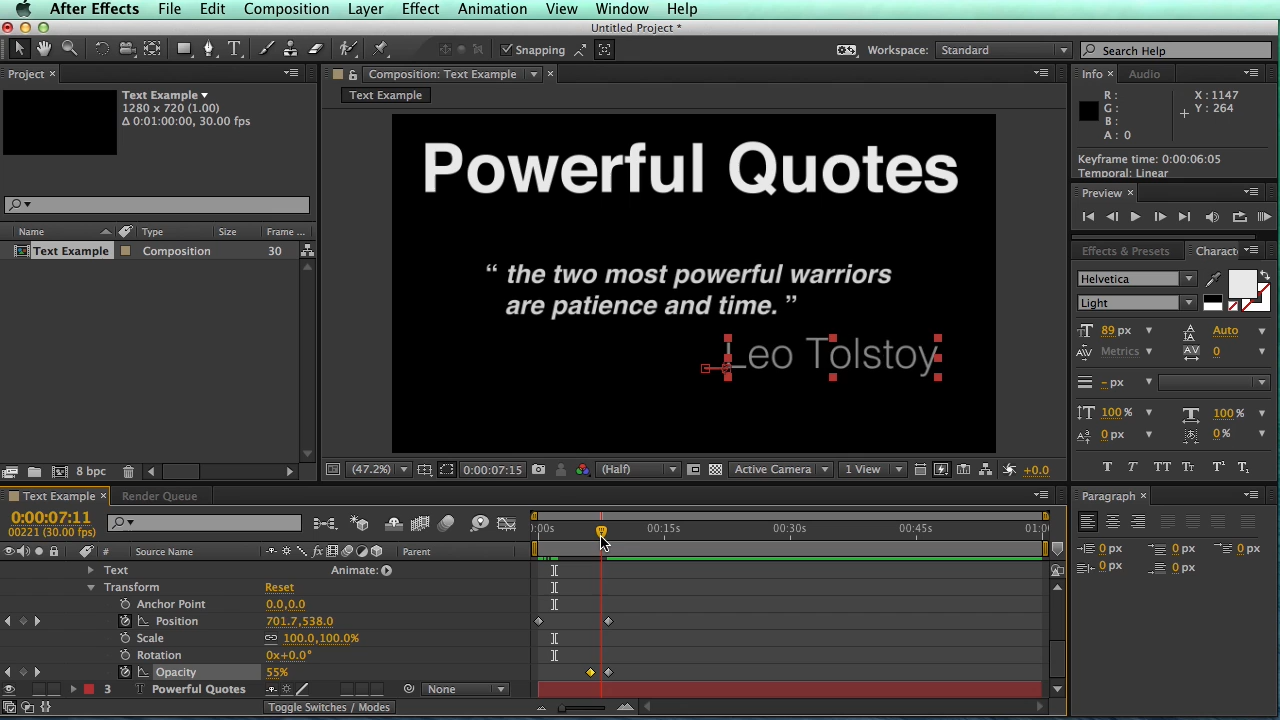 After Effects File Edit Composition Layer Effect Animation View Window Help
Untitled Project *
Snapping Workspace: Standard Search Help
Project × Composition: Text Example × Info × Audio
Text Example
1280 x 720 (1.00)
Δ 0:01:00:00, 30.00 fps
Text Example
R :
G :
B :
A : 0
X : 1147
Y : 264
Keyframe time: 0:00:06:05
Temporal: Linear
Preview ×
Name Type Size Frame ...
Text Example Composition 30
Powerful Quotes
“ the two most powerful warriors
are patience and time. ”
Leo Tolstoy
Effects & Presets Charact
Helvetica
Light
89 px Auto
Metrics 0
– px
100 % 100 %
0 px 0 %
T T TT Tt T¹ T₁
8 bpc (47.2%) 0:00:07:15 (Half) Active Camera 1 View +0.0
Text Example × Render Queue Paragraph ×
0:00:07:11
00221 (30.00 fps)
):00s 00:15s 00:30s 00:45s 01:0
# Source Name Parent
Text Animate:
Transform Reset
Anchor Point 0.0,0.0
Position 701.7,538.0
Scale 100.0,100.0%
Rotation 0x+0.0°
Opacity 55%
3 T Powerful Quotes None
Toggle Switches / Modes
0 px 0 px 0 px
0 px 0 px